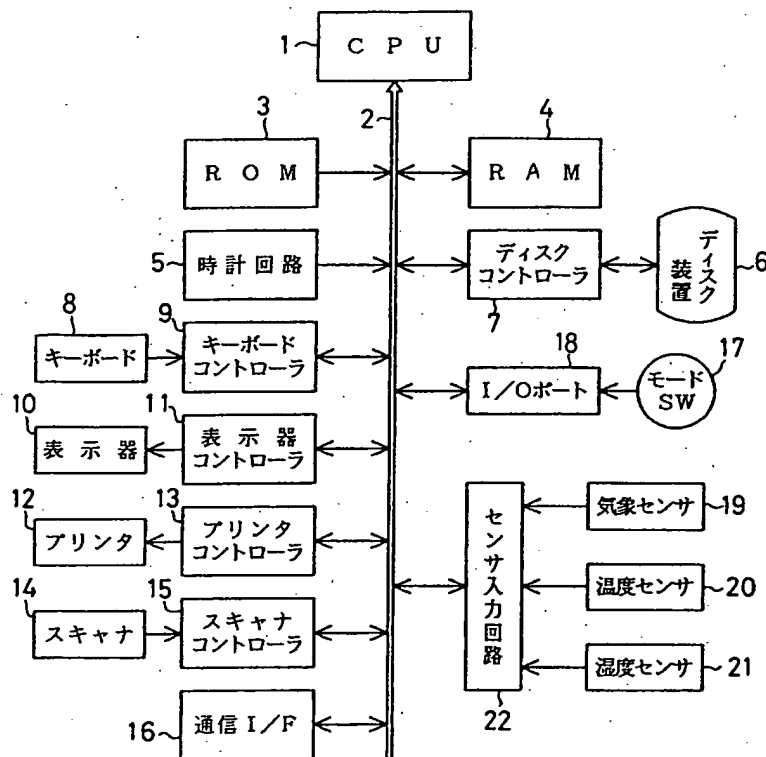 1
CPU
2
3
ROM
4
RAM
5
時計回路
ディスク
コントローラ
7
ディスク
装置
6
8
キーボード
9
キーボード
コントローラ
18
I/Oポート
17
モード
SW
10
表示器
11
表示器
コントローラ
12
プリンタ
13
プリンタ
コントローラ
14
スキャナ
15
スキャナ
コントローラ
16
通信I/F
センサ入力回路
22
気象センサ
19
温度センサ
20
湿度センサ
21